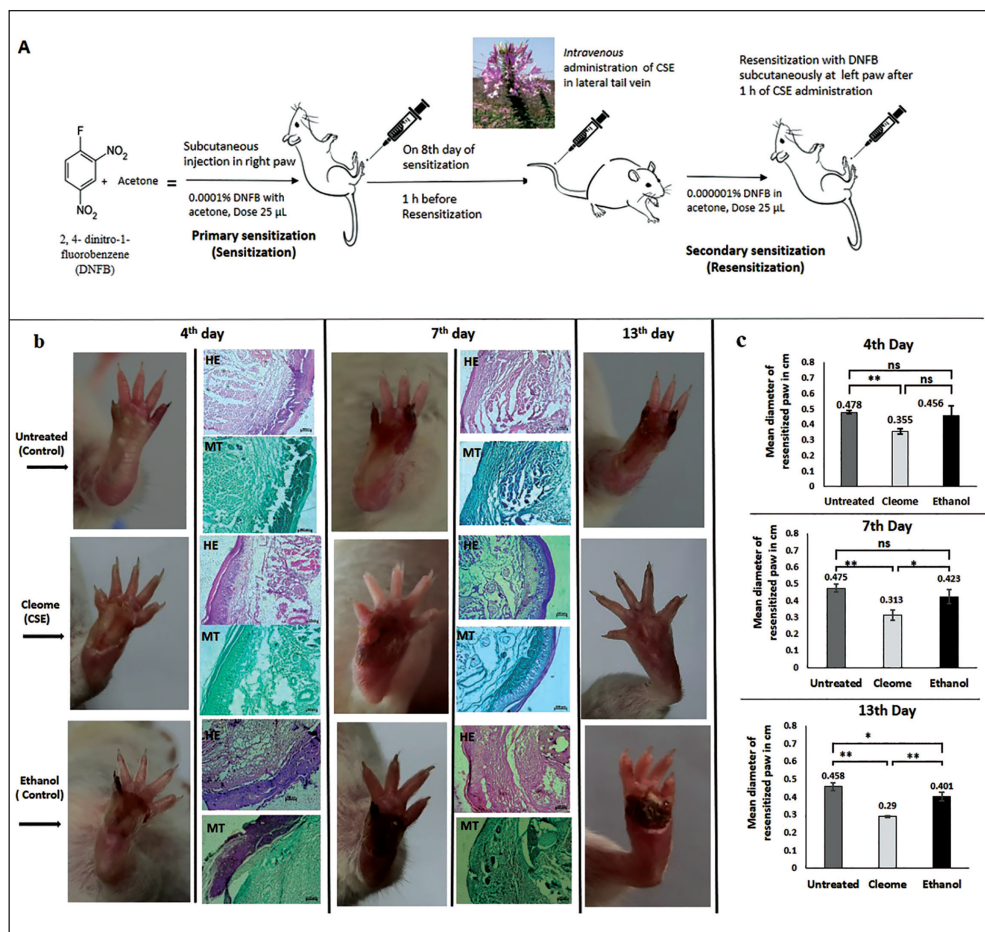 A
F
NO₂
+ Acetone =
NO₂
2, 4- dinitro-1-
fluorobenzene
(DNFB)
Subcutaneous
injection in right paw
0.0001% DNFB with
acetone, Dose 25 µL
Primary sensitization
(Sensitization)
On 8th day of
sensitization
1 h before
Resensitization
Intravenous
administration of CSE
in lateral tail vein
0.000001% DNFB in
acetone, Dose 25 µL
Resensitization with DNFB
subcutaneously at left paw after
1 h of CSE administration
Secondary sensitization
(Resensitization)
b
4th day
7th day
13th day
Untreated
(Control)
HE
MT
HE
MT
Cleome
(CSE)
HE
MT
HE
MT
Ethanol
( Control)
HE
MT
HE
MT
c
4th Day
Mean diameter of
resensitized paw in cm
0.8
0.7
0.6
0.5
0.4
0.3
0.2
0.1
0
ns
**
ns
0.478
0.355
0.456
Untreated Cleome Ethanol
7th Day
Mean diameter of
resensitized paw in cm
0.8
0.7
0.6
0.5
0.4
0.3
0.2
0.1
0
ns
**
*
0.475
0.313
0.423
Untreated Cleome Ethanol
13th Day
Mean diameter of
resensitized paw in cm
0.8
0.7
0.6
0.5
0.4
0.3
0.2
0.1
0
*
**
**
0.458
0.29
0.401
Untreated Cleome Ethanol